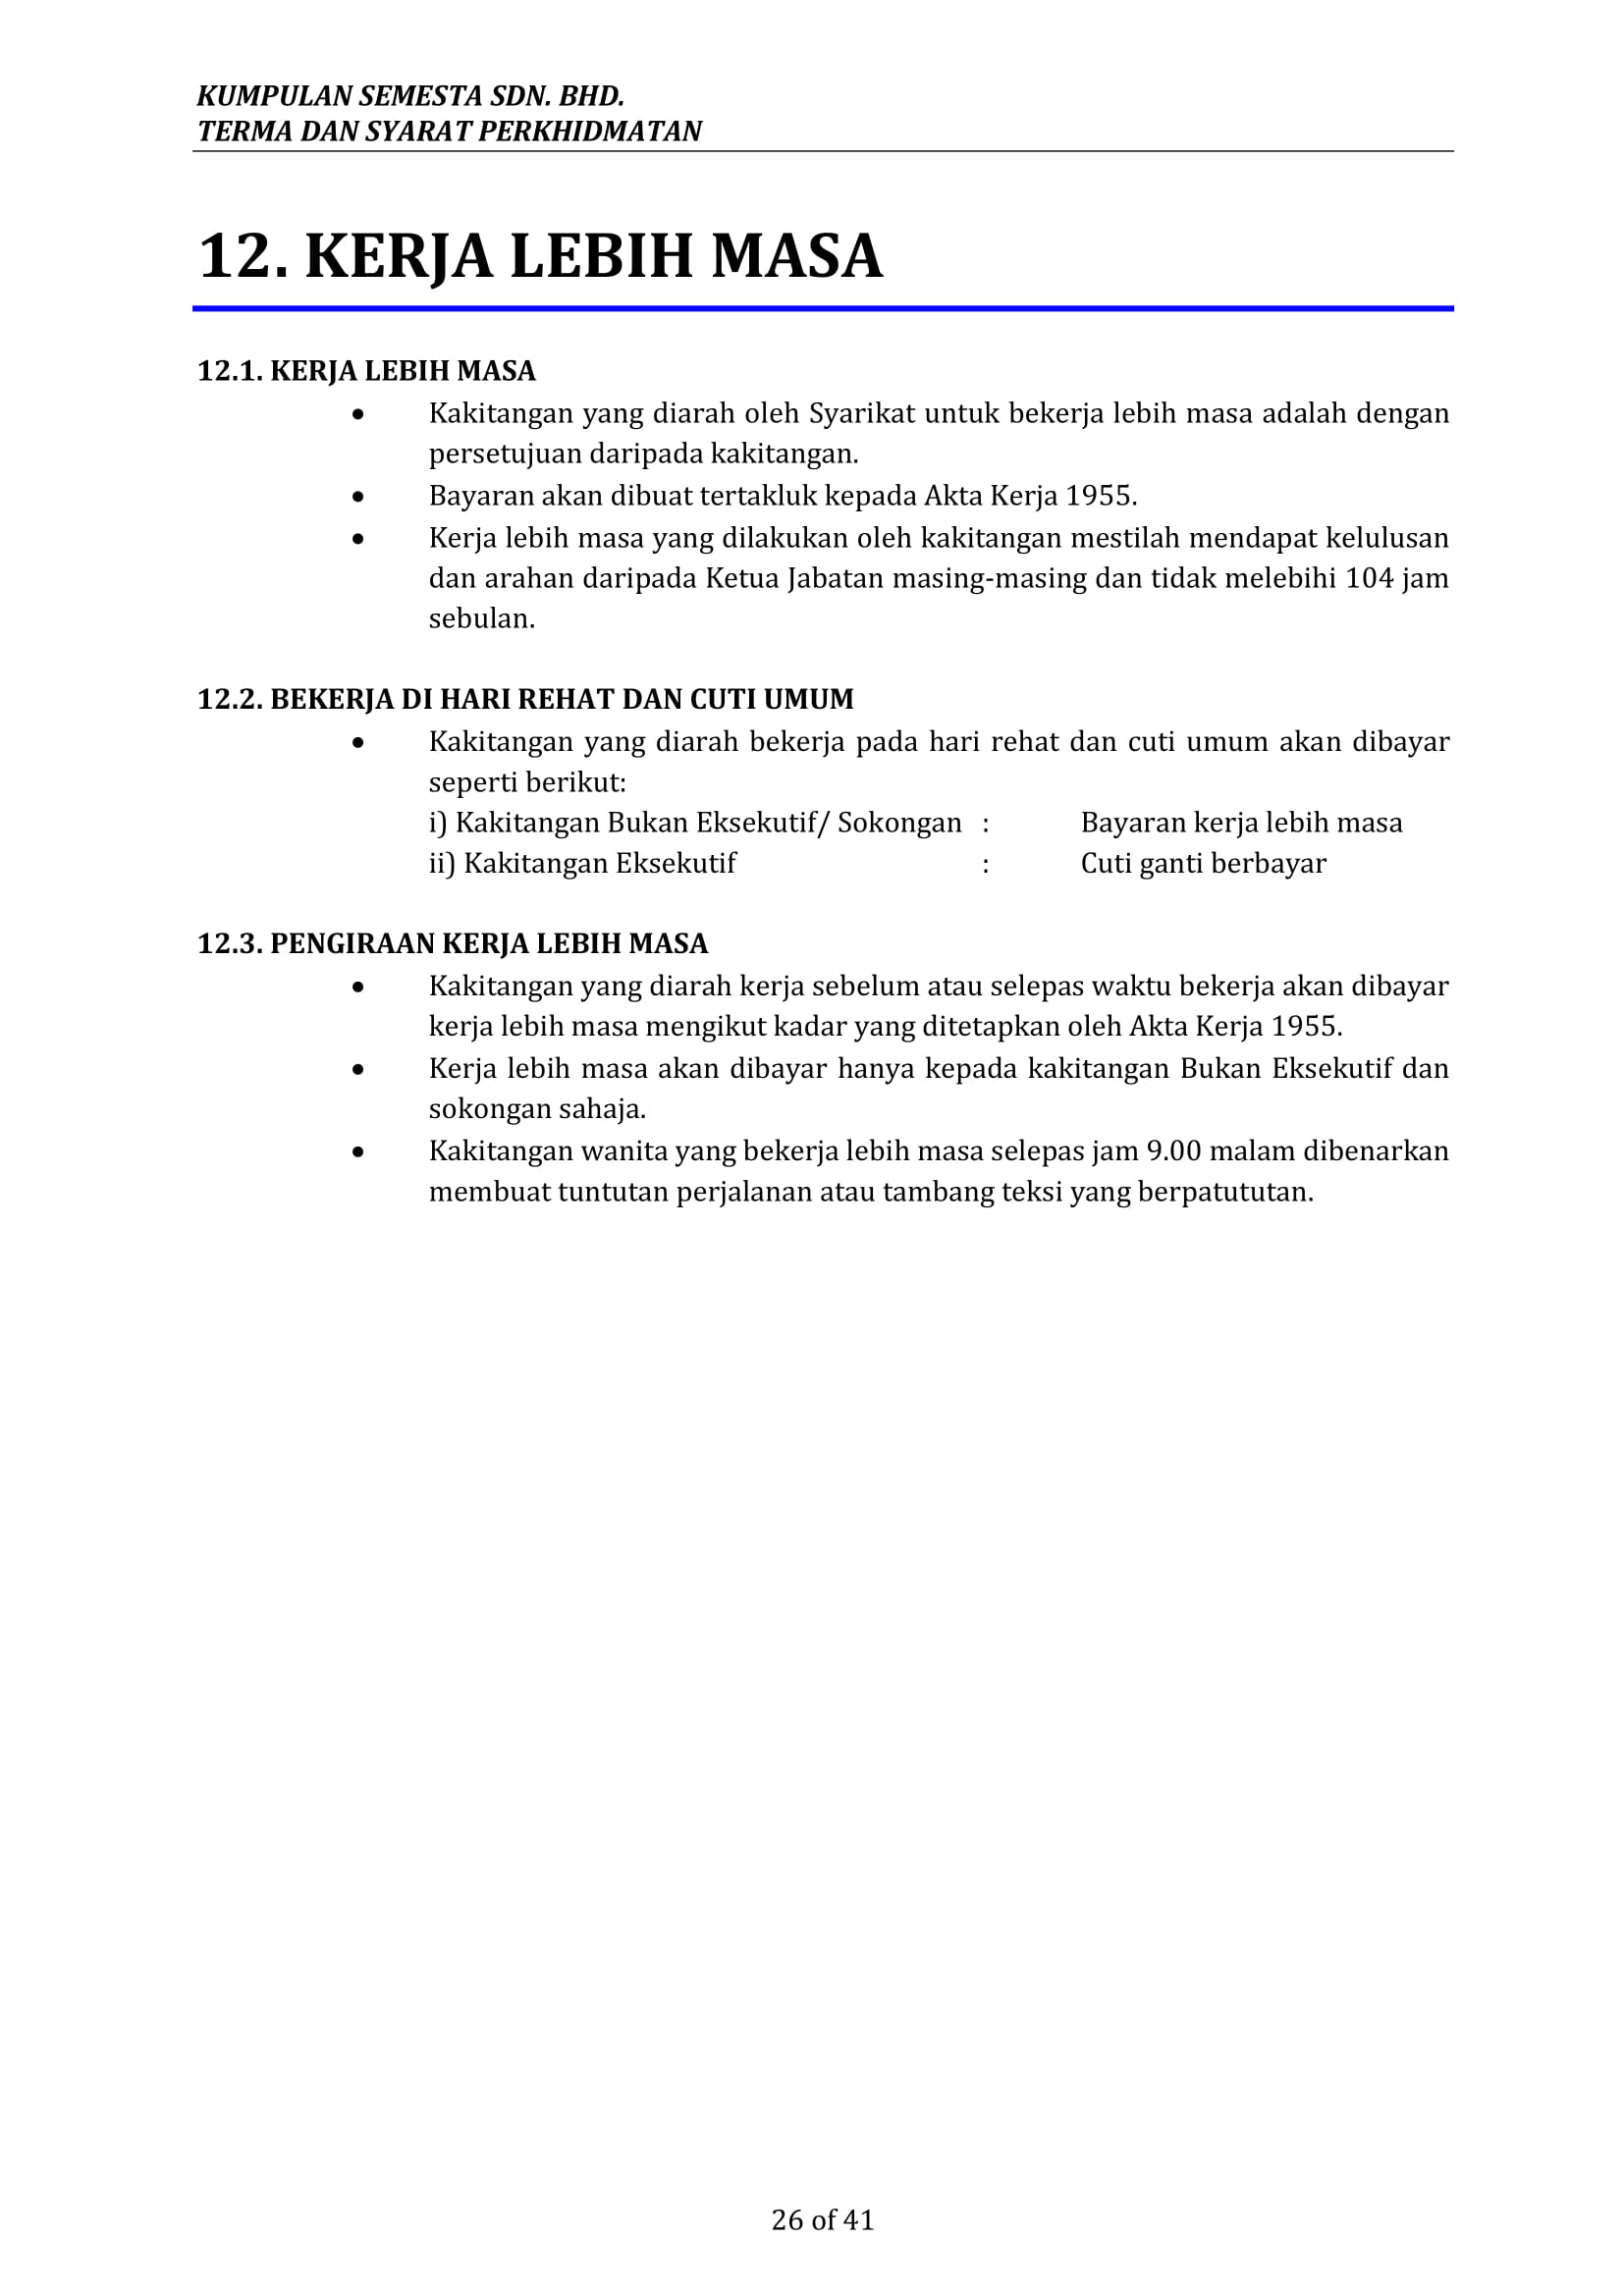 KUMPULAN SEMESTA SDN. BHD.
TERMA DAN SYARAT PERKHIDMATAN
12. KERJA LEBIH MASA
12.1. KERJA LEBIH MASA
• Kakitangan yang diarah oleh Syarikat untuk bekerja lebih masa adalah dengan
persetujuan daripada kakitangan.
• Bayaran akan dibuat tertakluk kepada Akta Kerja 1955.
• Kerja lebih masa yang dilakukan oleh kakitangan mestilah mendapat kelulusan
dan arahan daripada Ketua Jabatan masing-masing dan tidak melebihi 104 jam
sebulan.
12.2. BEKERJA DI HARI REHAT DAN CUTI UMUM
• Kakitangan yang diarah bekerja pada hari rehat dan cuti umum akan dibayar
seperti berikut:
i) Kakitangan Bukan Eksekutif/ Sokongan : Bayaran kerja lebih masa
ii) Kakitangan Eksekutif : Cuti ganti berbayar
12.3. PENGIRAAN KERJA LEBIH MASA
• Kakitangan yang diarah kerja sebelum atau selepas waktu bekerja akan dibayar
kerja lebih masa mengikut kadar yang ditetapkan oleh Akta Kerja 1955.
• Kerja lebih masa akan dibayar hanya kepada kakitangan Bukan Eksekutif dan
sokongan sahaja.
• Kakitangan wanita yang bekerja lebih masa selepas jam 9.00 malam dibenarkan
membuat tuntutan perjalanan atau tambang teksi yang berpatututan.
26 of 41